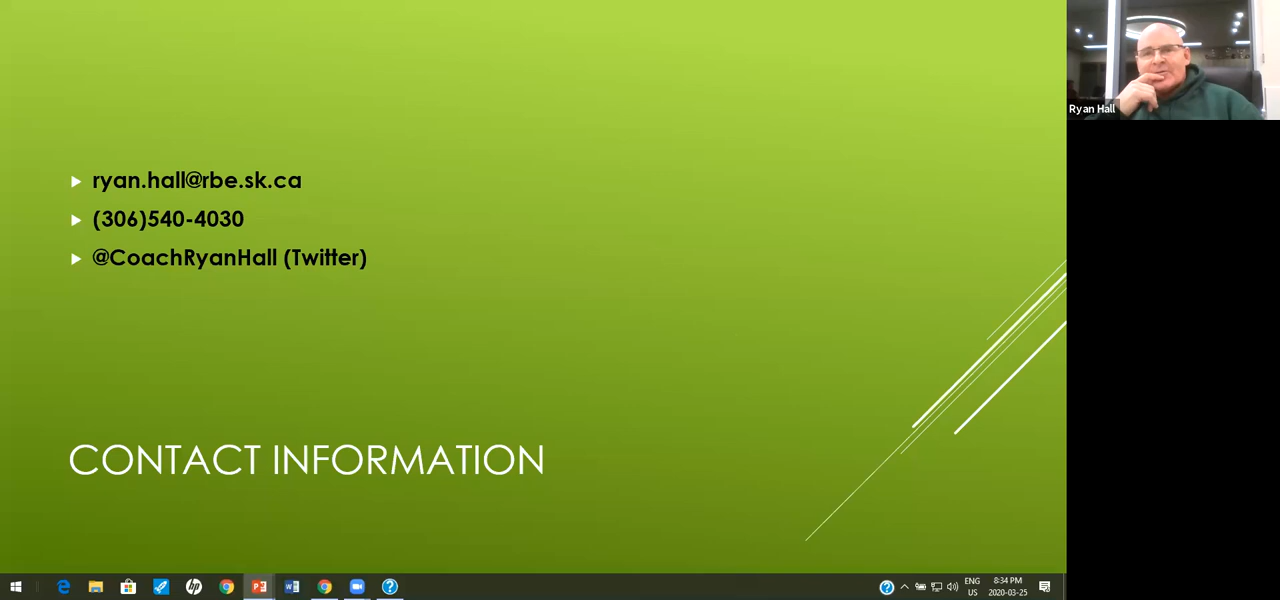 ryan.hall@rbe.sk.ca
(306)540-4030
@CoachRyanHall (Twitter)
CONTACT INFORMATION
Ryan Hall
ENG
US
8:34 PM
2020-03-25